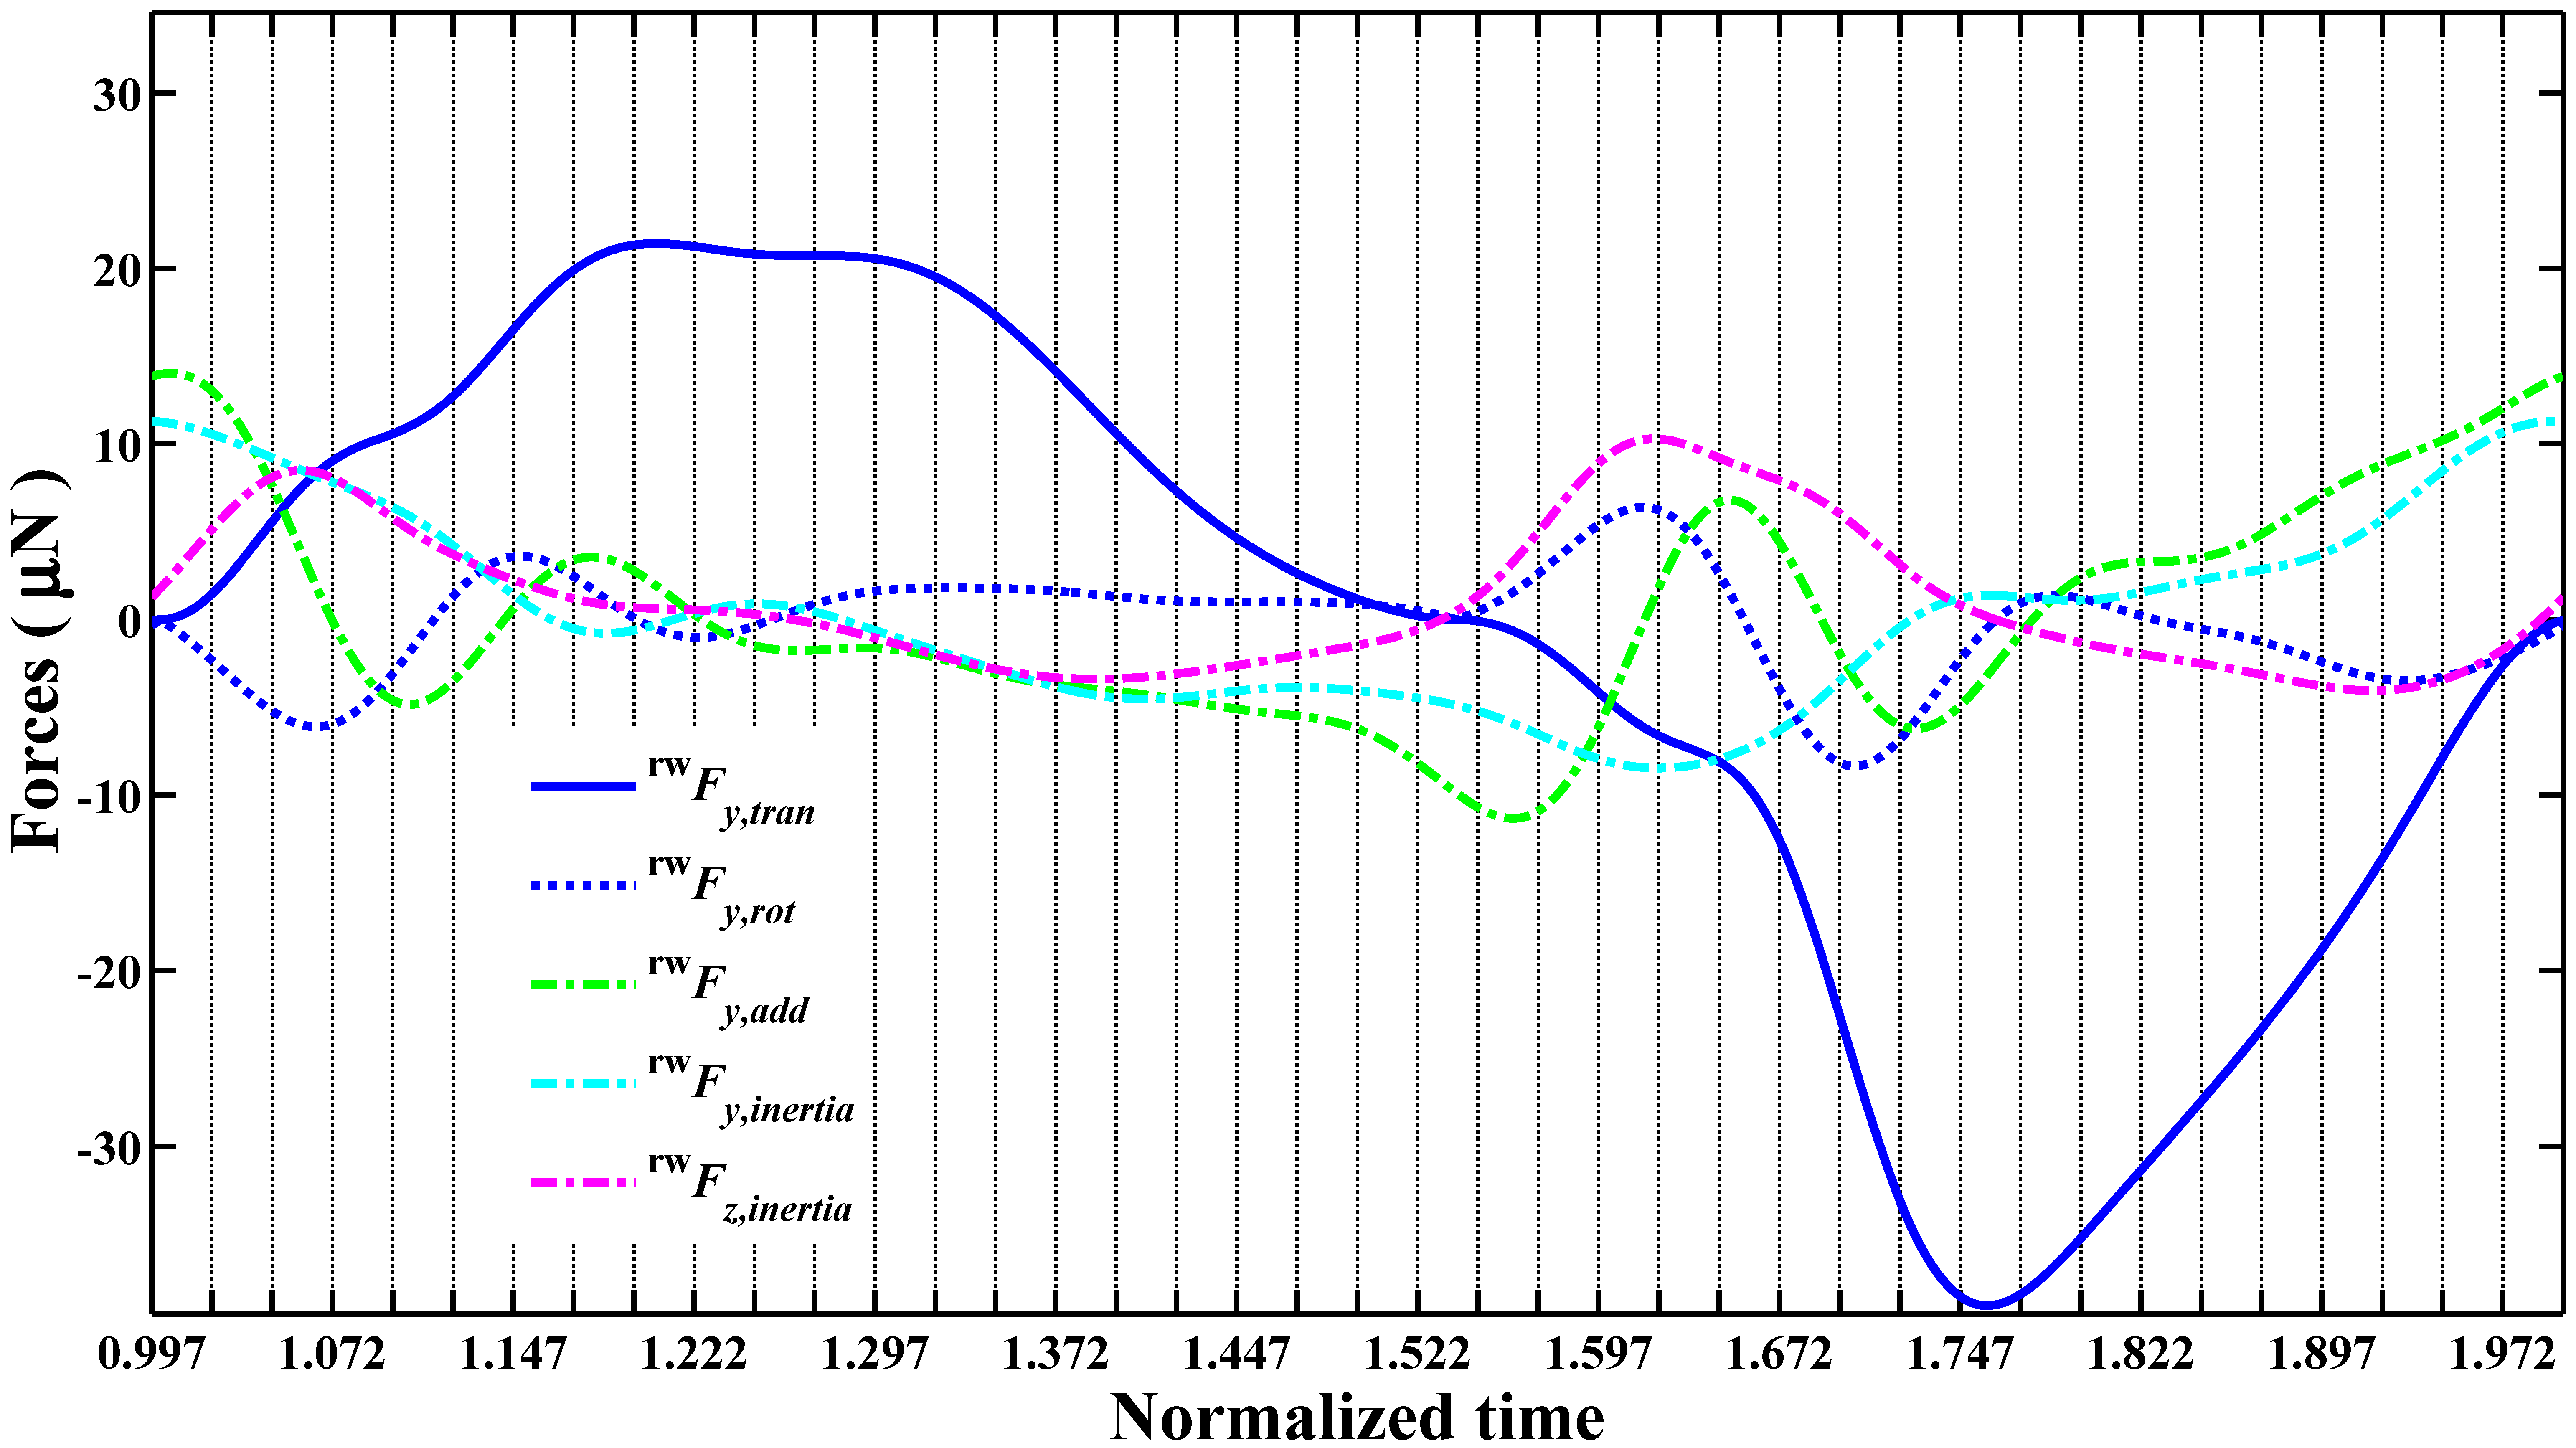 30
20
10
0
-10
-20
-30
Forces ( μN )
rwFy,tran
rwFy,rot
rwFy,add
rwFy,inertia
rwFz,inertia
0.997 1.072 1.147 1.222 1.297 1.372 1.447 1.522 1.597 1.672 1.747 1.822 1.897 1.972
Normalized time